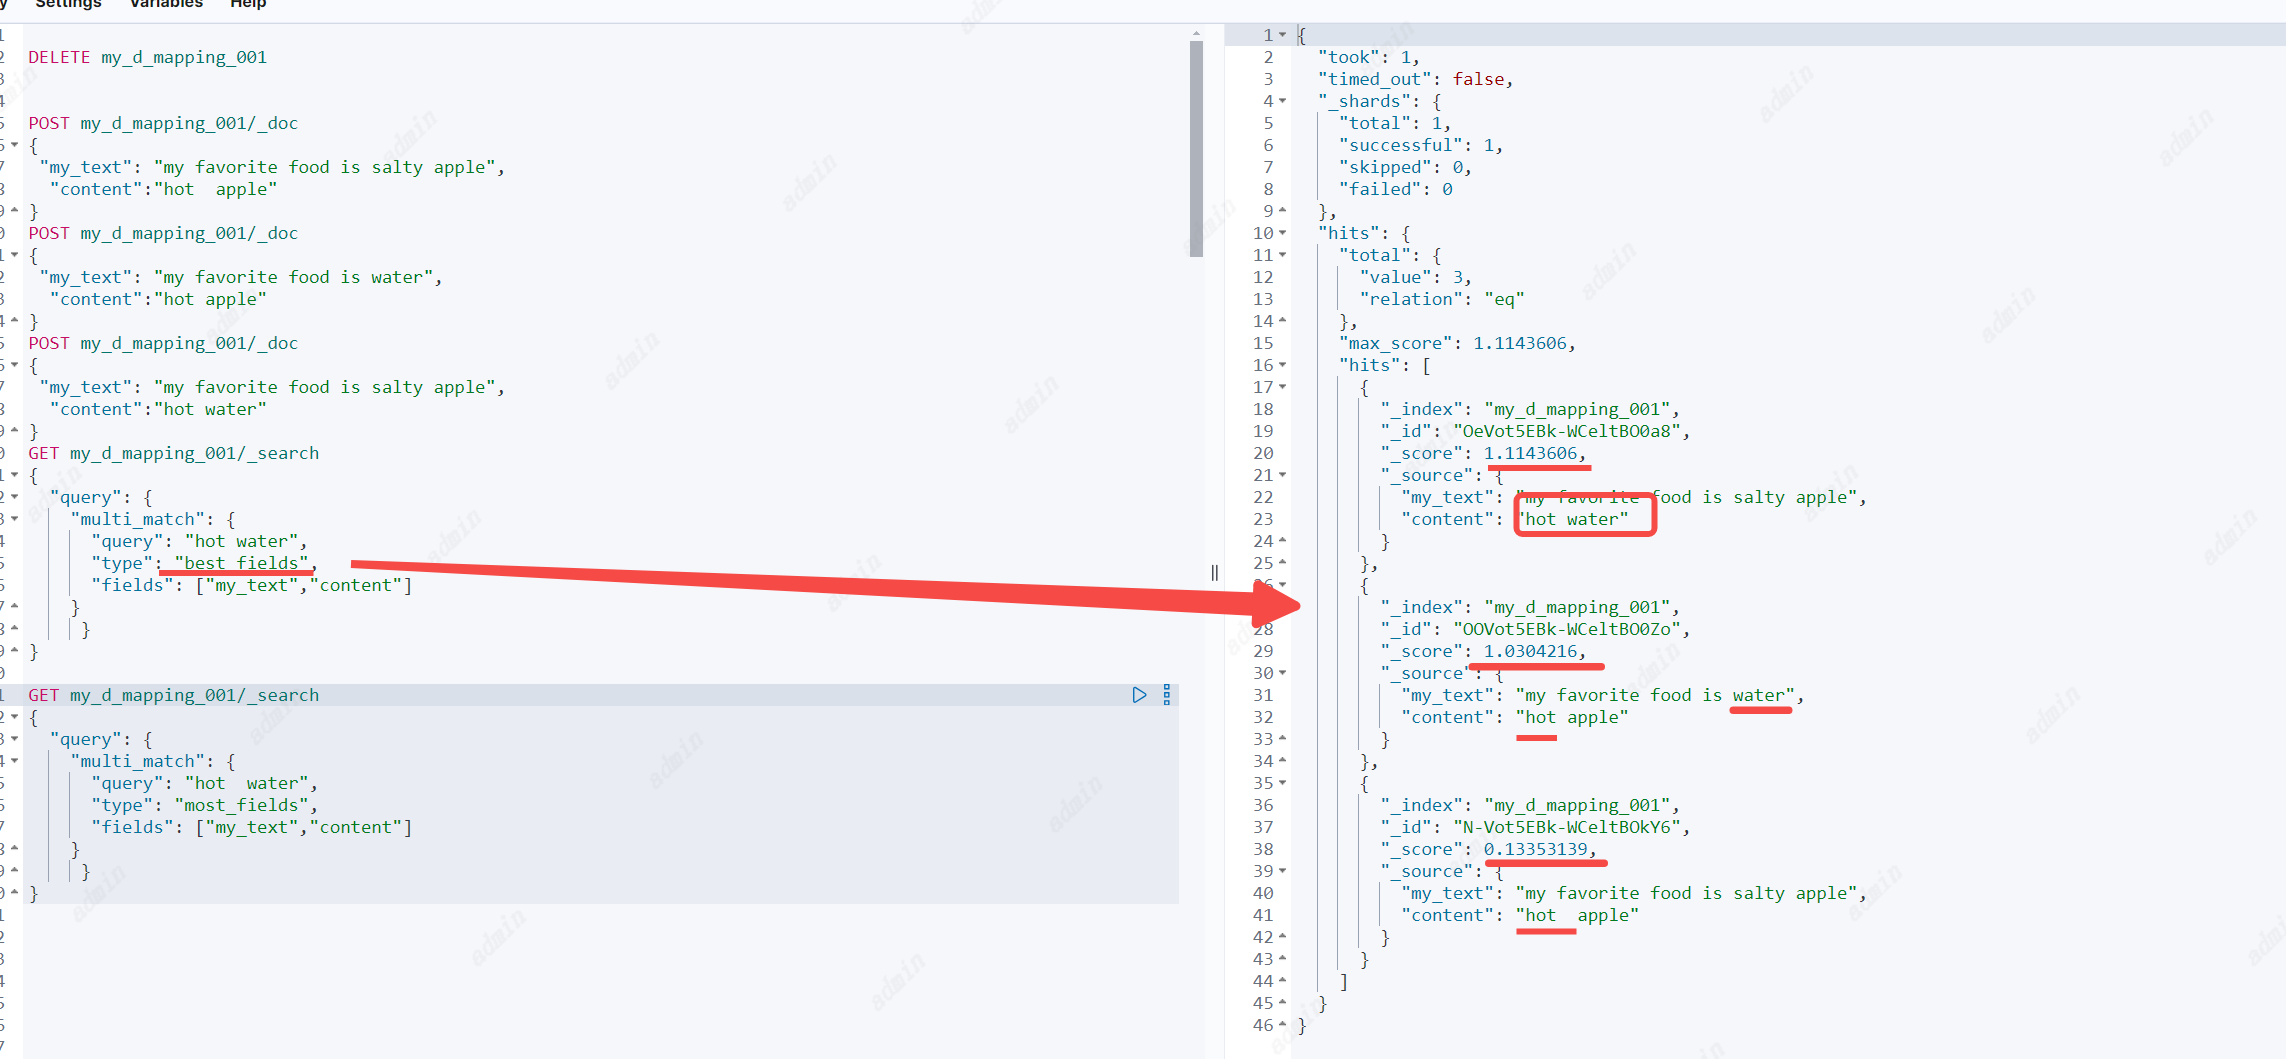 Settings Variables Help
DELETE my_d_mapping_001
POST my_d_mapping_001/_doc
{
"my_text": "my favorite food is salty apple",
"content":"hot  apple"
}
POST my_d_mapping_001/_doc
{
"my_text": "my favorite food is water",
"content":"hot apple"
}
POST my_d_mapping_001/_doc
{
"my_text": "my favorite food is salty apple",
"content":"hot water"
}
GET my_d_mapping_001/_search
{
"query": {
"multi_match": {
"query": "hot water",
"type": "best_fields",
"fields": ["my_text","content"]
}
}
}
GET my_d_mapping_001/_search
{
"query": {
"multi_match": {
"query": "hot  water",
"type": "most_fields",
"fields": ["my_text","content"]
}
}
}
1 {
2 "took": 1,
3 "timed_out": false,
4 "_shards": {
5 "total": 1,
6 "successful": 1,
7 "skipped": 0,
8 "failed": 0
9 },
10 "hits": {
11 "total": {
12 "value": 3,
13 "relation": "eq"
14 },
15 "max_score": 1.1143606,
16 "hits": [
17 {
18 "_index": "my_d_mapping_001",
19 "_id": "OeVot5EBk-WCeltBO0a8",
20 "_score": 1.1143606,
21 "_source": {
22 "my_text": "my favorite food is salty apple",
23 "content": "hot water"
24 }
25 },
26 {
"_index": "my_d_mapping_001",
28 "_id": "OOVot5EBk-WCeltBO0Zo",
29 "_score": 1.0304216,
30 "_source": {
31 "my_text": "my favorite food is water",
32 "content": "hot apple"
33 }
34 },
35 {
36 "_index": "my_d_mapping_001",
37 "_id": "N-Vot5EBk-WCeltBOkY6",
38 "_score": 0.13353139,
39 "_source": {
40 "my_text": "my favorite food is salty apple",
41 "content": "hot  apple"
42 }
43 }
44 ]
45 }
46 }